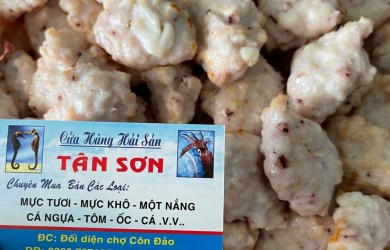 Cửa Hàng Hải Sản
TÂN SƠN
Chuyên Mua Bán Các Loại:
MỰC TƯƠI - MỰC KHÔ - MỘT NẮNG
CÁ NGỰA - TÔM - ỐC - CÁ .V.V..
ĐC: Đối diện chợ Côn Đảo